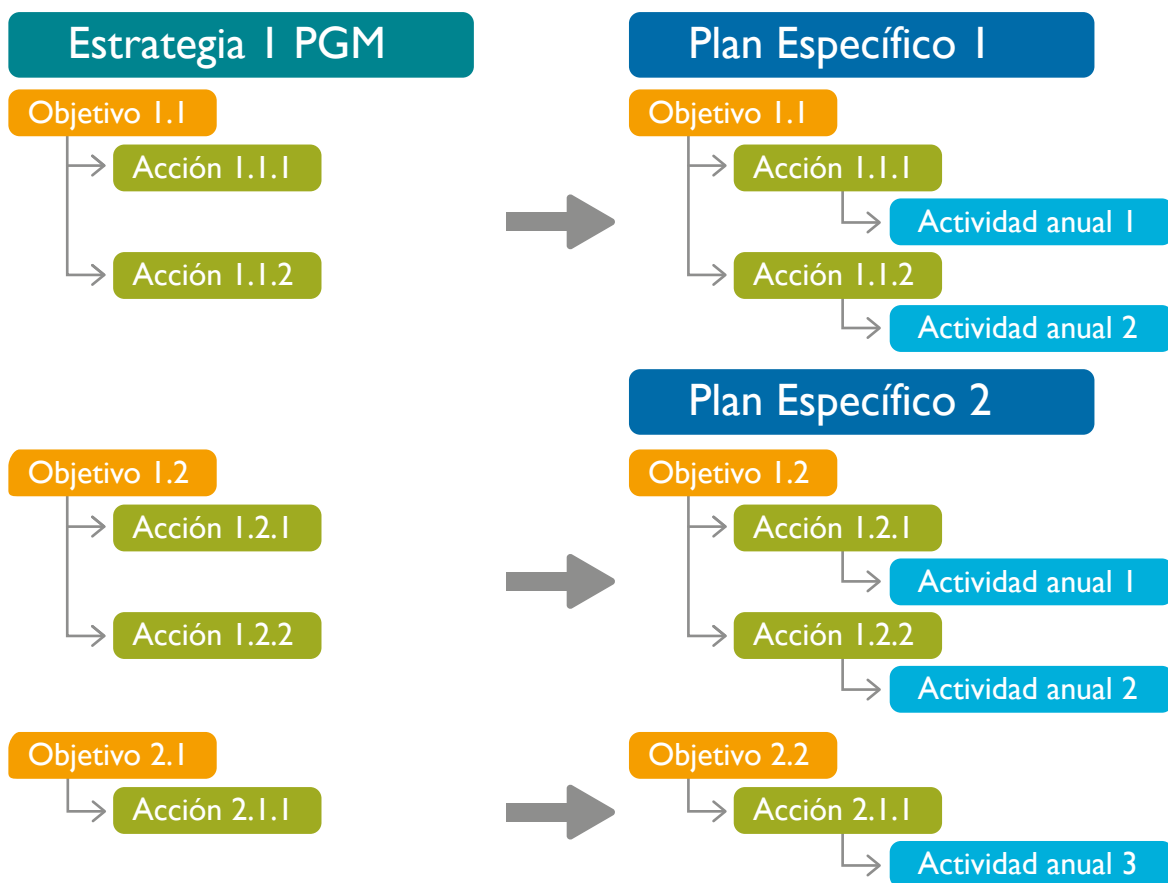 Estrategia 1 PGM
Objetivo 1.1
Acción 1.1.1
Acción 1.1.2
Objetivo 1.2
Acción 1.2.1
Acción 1.2.2
Objetivo 2.1
Acción 2.1.1
Plan Específico 1
Objetivo 1.1
Acción 1.1.1
Actividad anual 1
Acción 1.1.2
Actividad anual 2
Plan Específico 2
Objetivo 1.2
Acción 1.2.1
Actividad anual 1
Acción 1.2.2
Actividad anual 2
Objetivo 2.2
Acción 2.1.1
Actividad anual 3